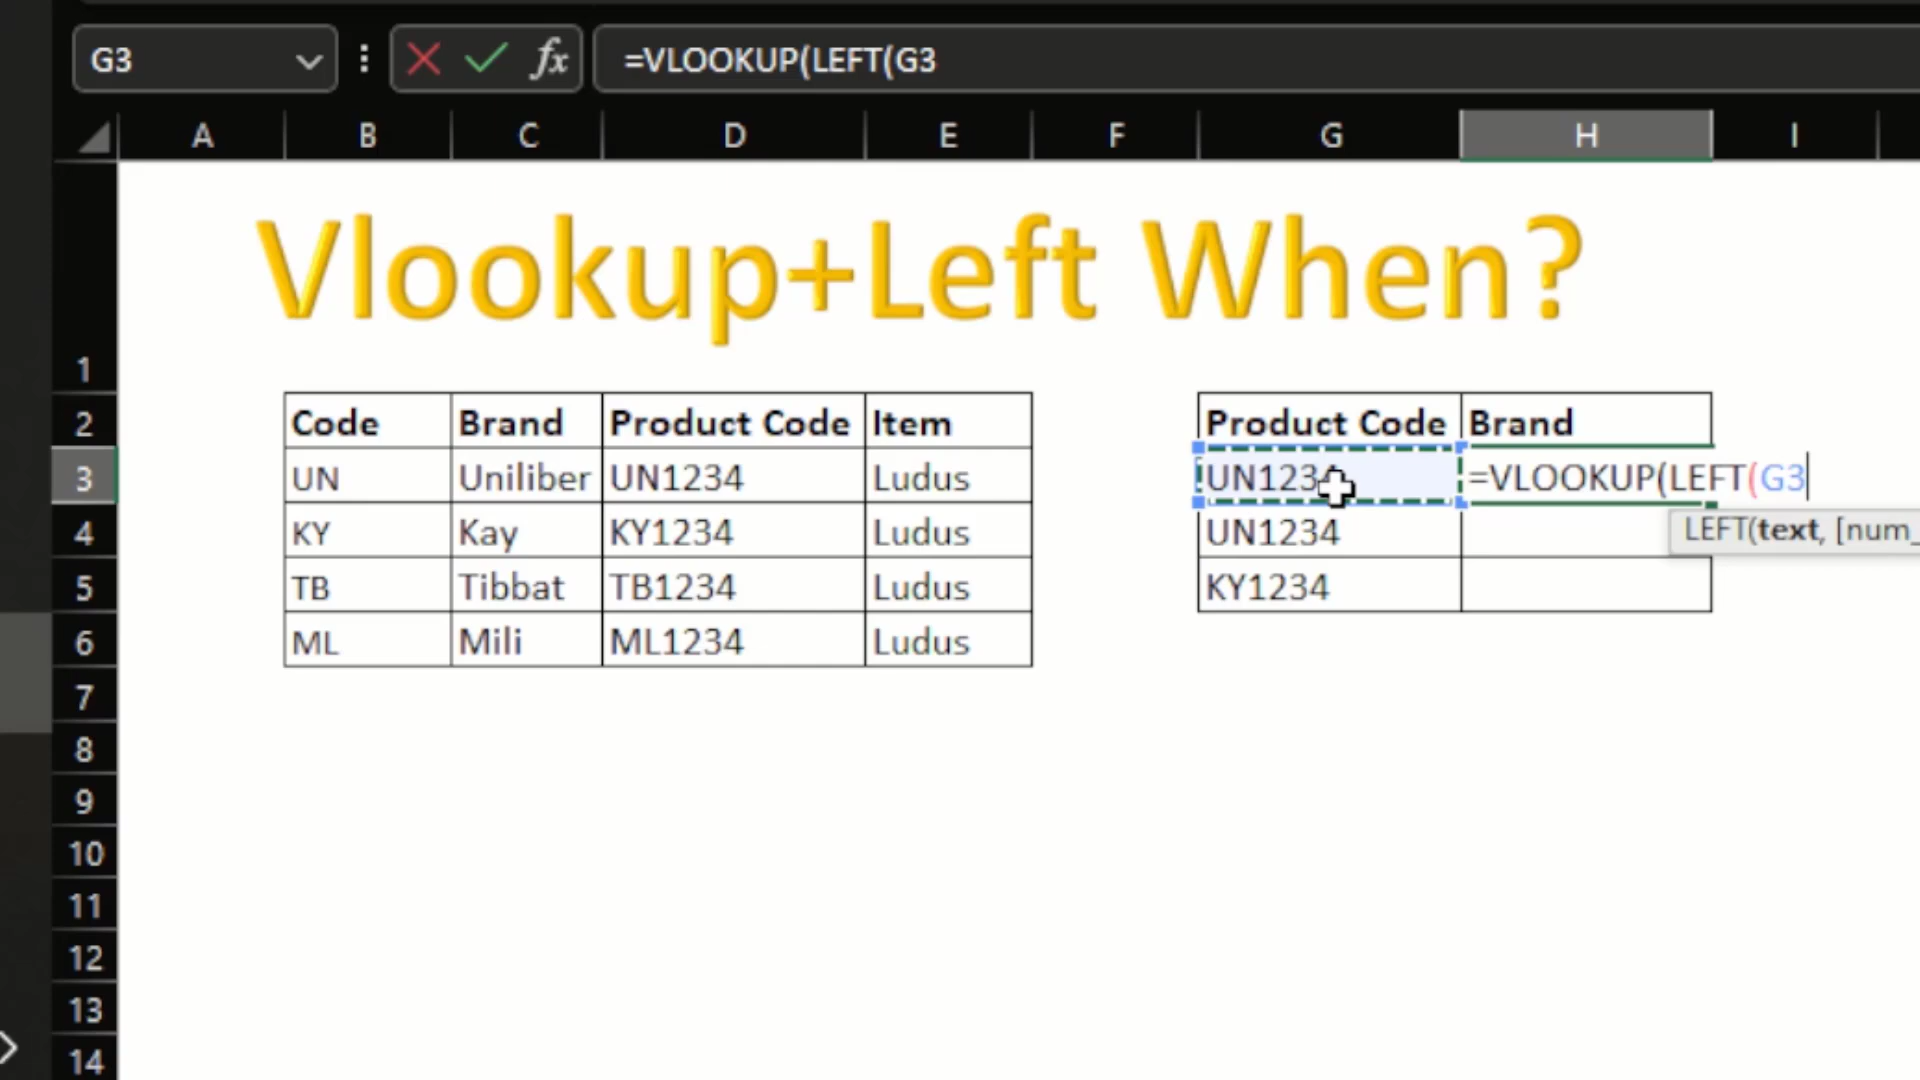 G3 fx =VLOOKUP(LEFT(G3
A B C D E F G H I
Vlookup+Left When?
1
2 Code Brand Product Code Item Product Code Brand
3 UN Uniliber UN1234 Ludus UN1234 =VLOOKUP(LEFT(G3
LEFT(text, [num_
4 KY Kay KY1234 Ludus UN1234
5 TB Tibbat TB1234 Ludus KY1234
6 ML Mili ML1234 Ludus
7
8
9
10
11
12
13
14